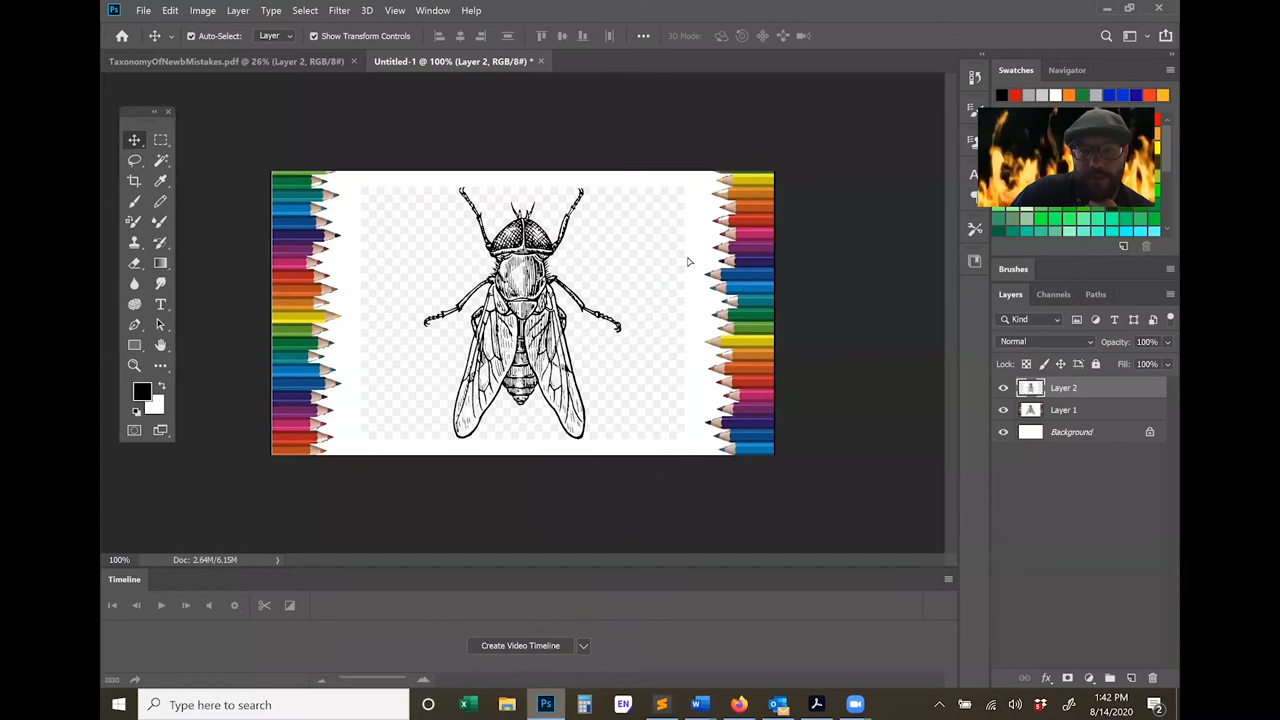 Ps File Edit Image Layer Type Select Filter 3D View Window Help
Auto-Select: Layer Show Transform Controls 3D Mode:
TaxonomyOfNewbMistakes.pdf @ 26% (Layer 2, RGB/8#) × Untitled-1 @ 100% (Layer 2, RGB/8#) * ×
Swatches Navigator
Brushes
Layers Channels Paths
Kind
Normal Opacity: 100%
Lock: Fill: 100%
Layer 2
Layer 1
Background
100% Doc: 2.64M/6.15M
Timeline
Create Video Timeline
fx
Type here to search
Ps
EN
1:42 PM
8/14/2020
2